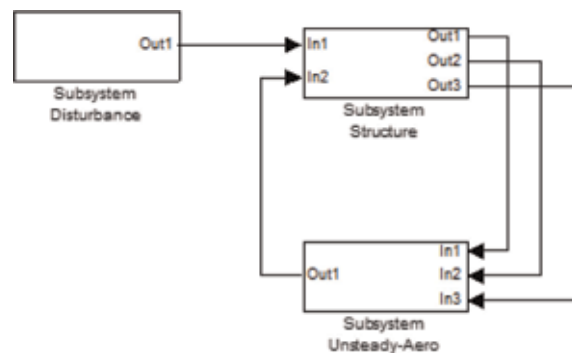 Out1
Subsystem
Disturbance
In1
In2
Out1
Out2
Out3
Subsystem
Structure
Out1
In1
In2
In3
Subsystem
Unsteady-Aero